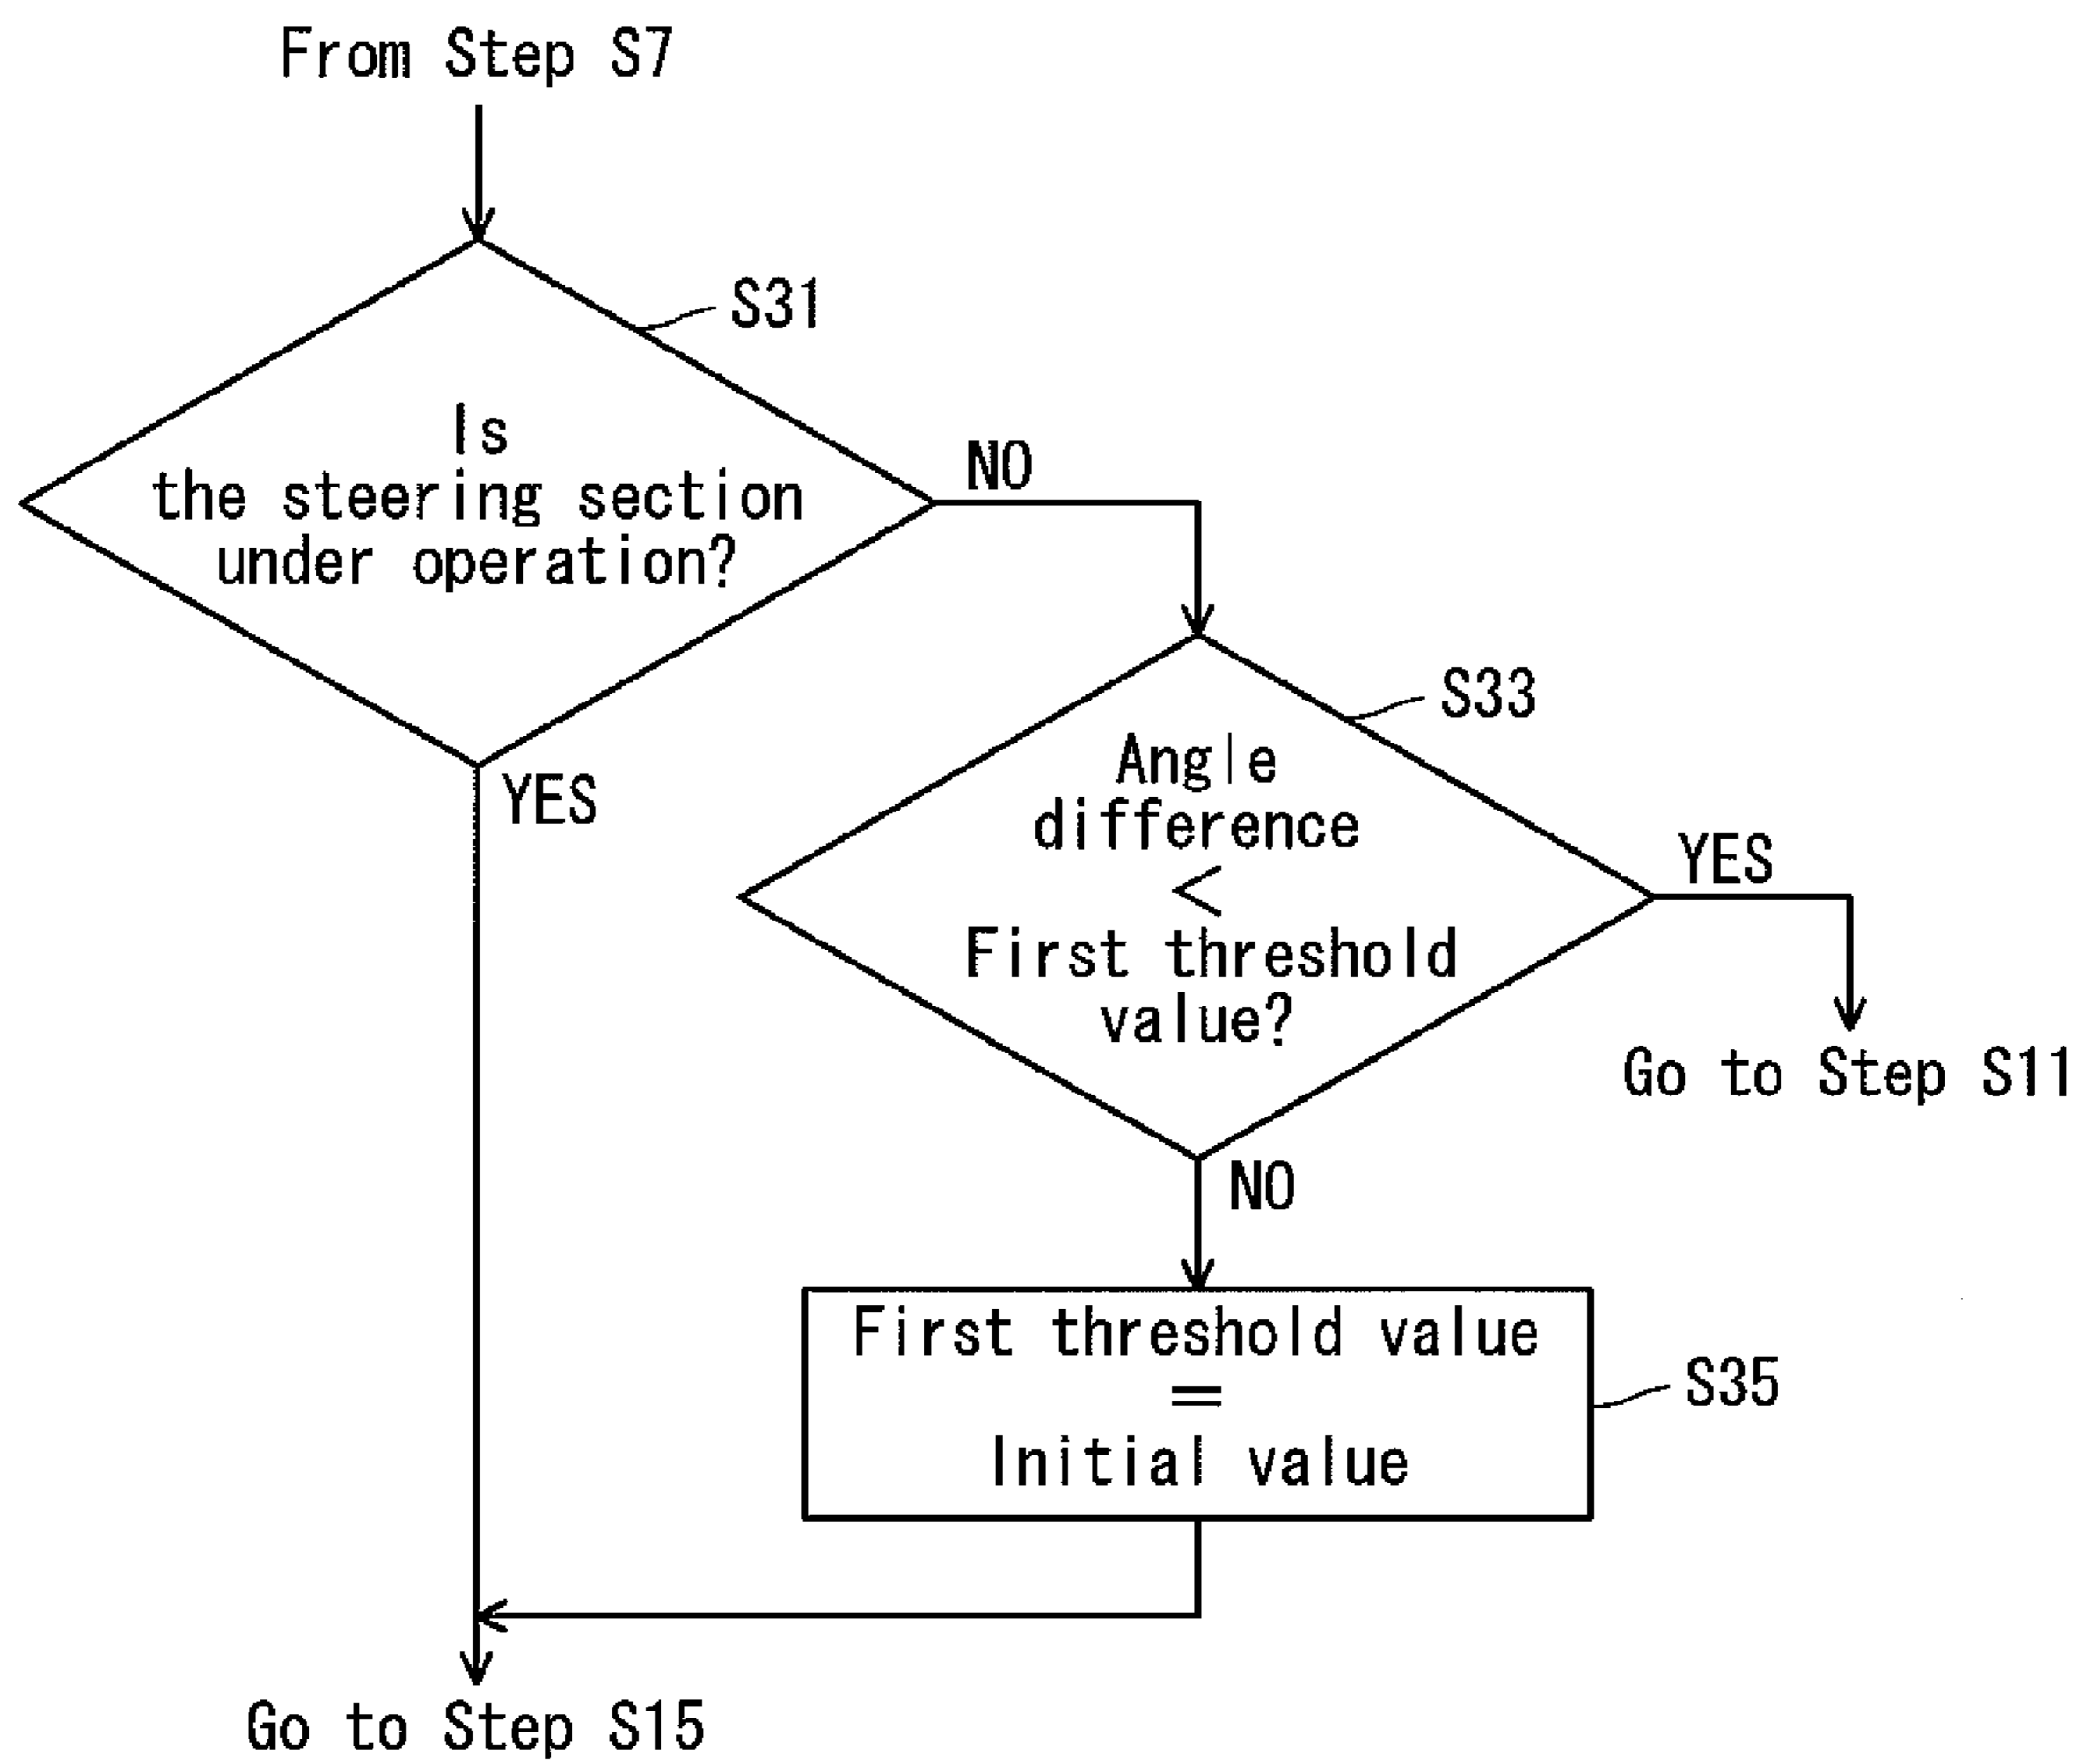 From Step S7
S31
Is
the steering section
under operation?
NO
YES
S33
Angle
difference
<
First threshold
value?
YES
Go to Step S11
NO
First threshold value
=
Initial value
S35
Go to Step S15